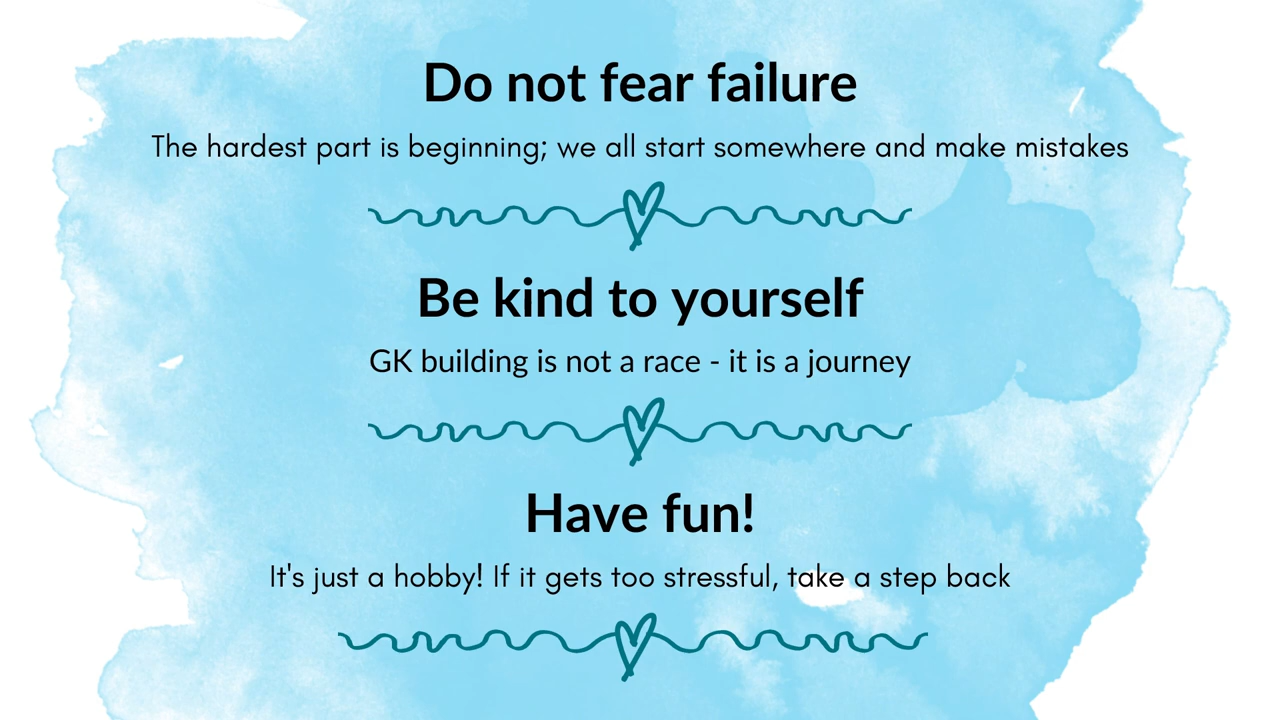 Do not fear failure
The hardest part is beginning; we all start somewhere and make mistakes
Be kind to yourself
GK building is not a race - it is a journey
Have fun!
It's just a hobby! If it gets too stressful, take a step back